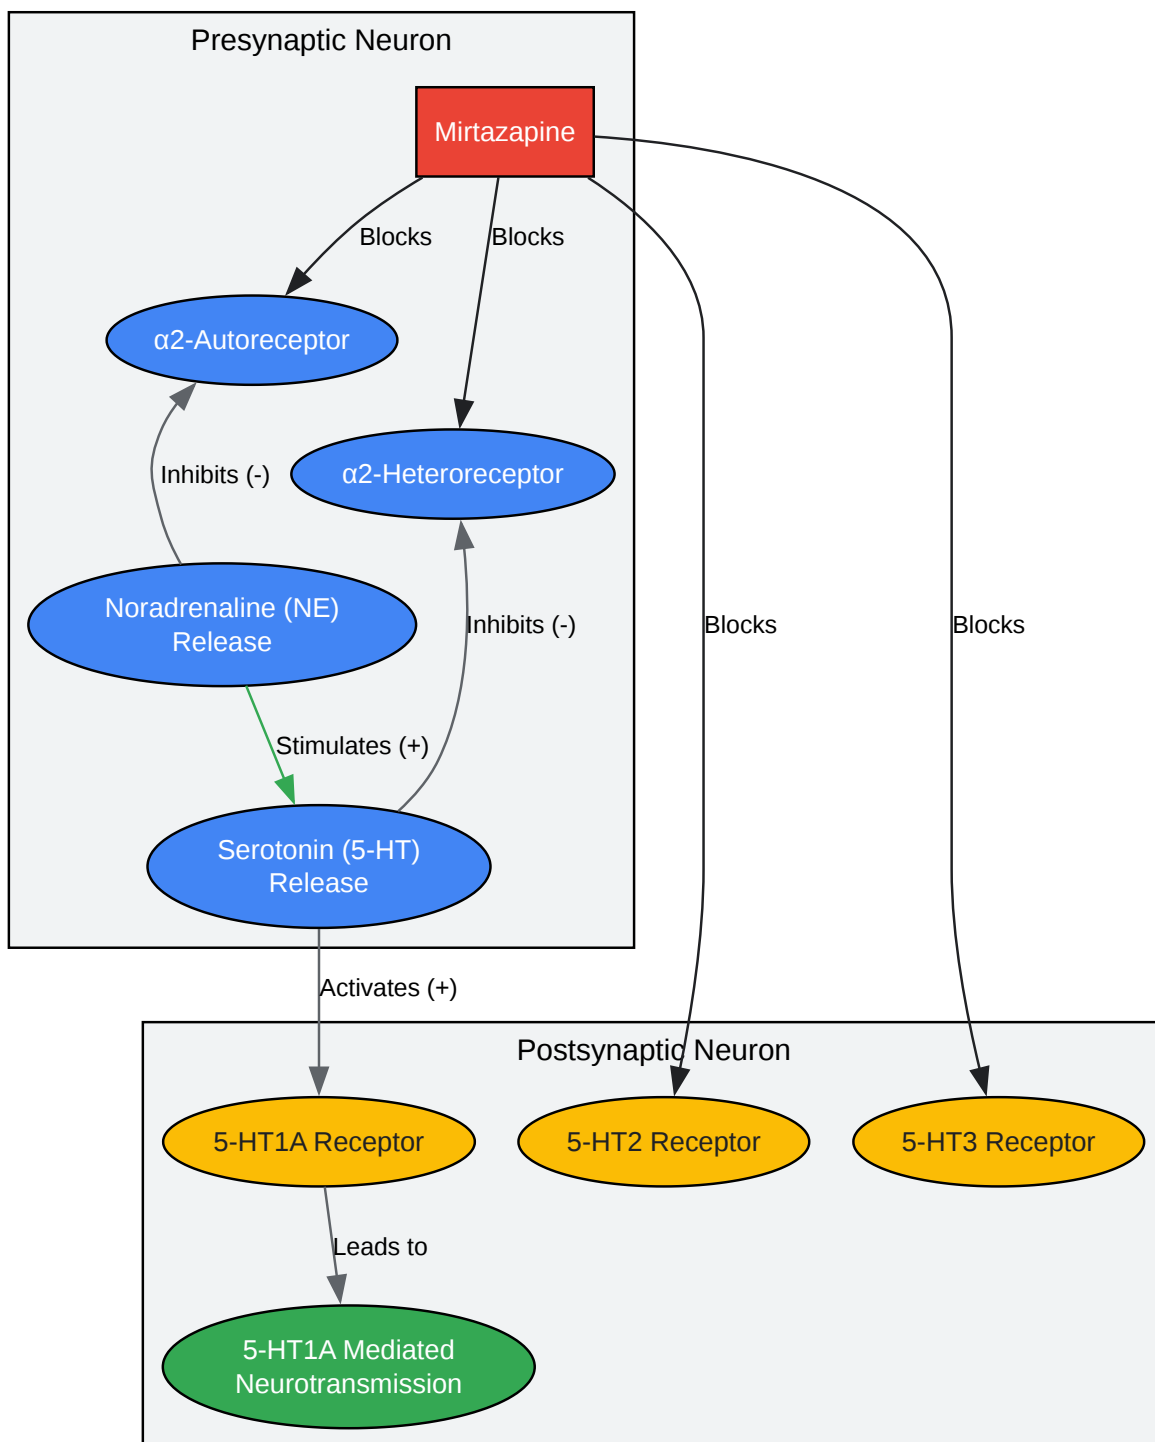 Presynaptic Neuron
Mirtazapine
Blocks
Blocks
α2-Autoreceptor
α2-Heteroreceptor
Inhibits (-)
Noradrenaline (NE)
Release
Inhibits (-)
Blocks
Blocks
Stimulates (+)
Serotonin (5-HT)
Release
Activates (+)
Postsynaptic Neuron
5-HT1A Receptor
5-HT2 Receptor
5-HT3 Receptor
Leads to
5-HT1A Mediated
Neurotransmission